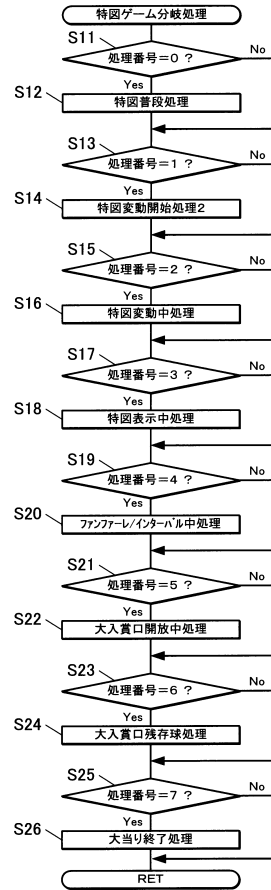 特図ゲーム分岐処理
S11
処理番号=0 ?
No
Yes
S12
特図普段処理
S13
処理番号=1 ?
No
Yes
S14
特図変動開始処理2
S15
処理番号=2 ?
No
Yes
S16
特図変動中処理
S17
処理番号=3 ?
No
Yes
S18
特図表示中処理
S19
処理番号=4 ?
No
Yes
S20
ファンファーレ/インターバル中処理
S21
処理番号=5 ?
No
Yes
S22
大入賞口開放中処理
S23
処理番号=6 ?
No
Yes
S24
大入賞口残存球処理
S25
処理番号=7 ?
No
Yes
S26
大当り終了処理
RET